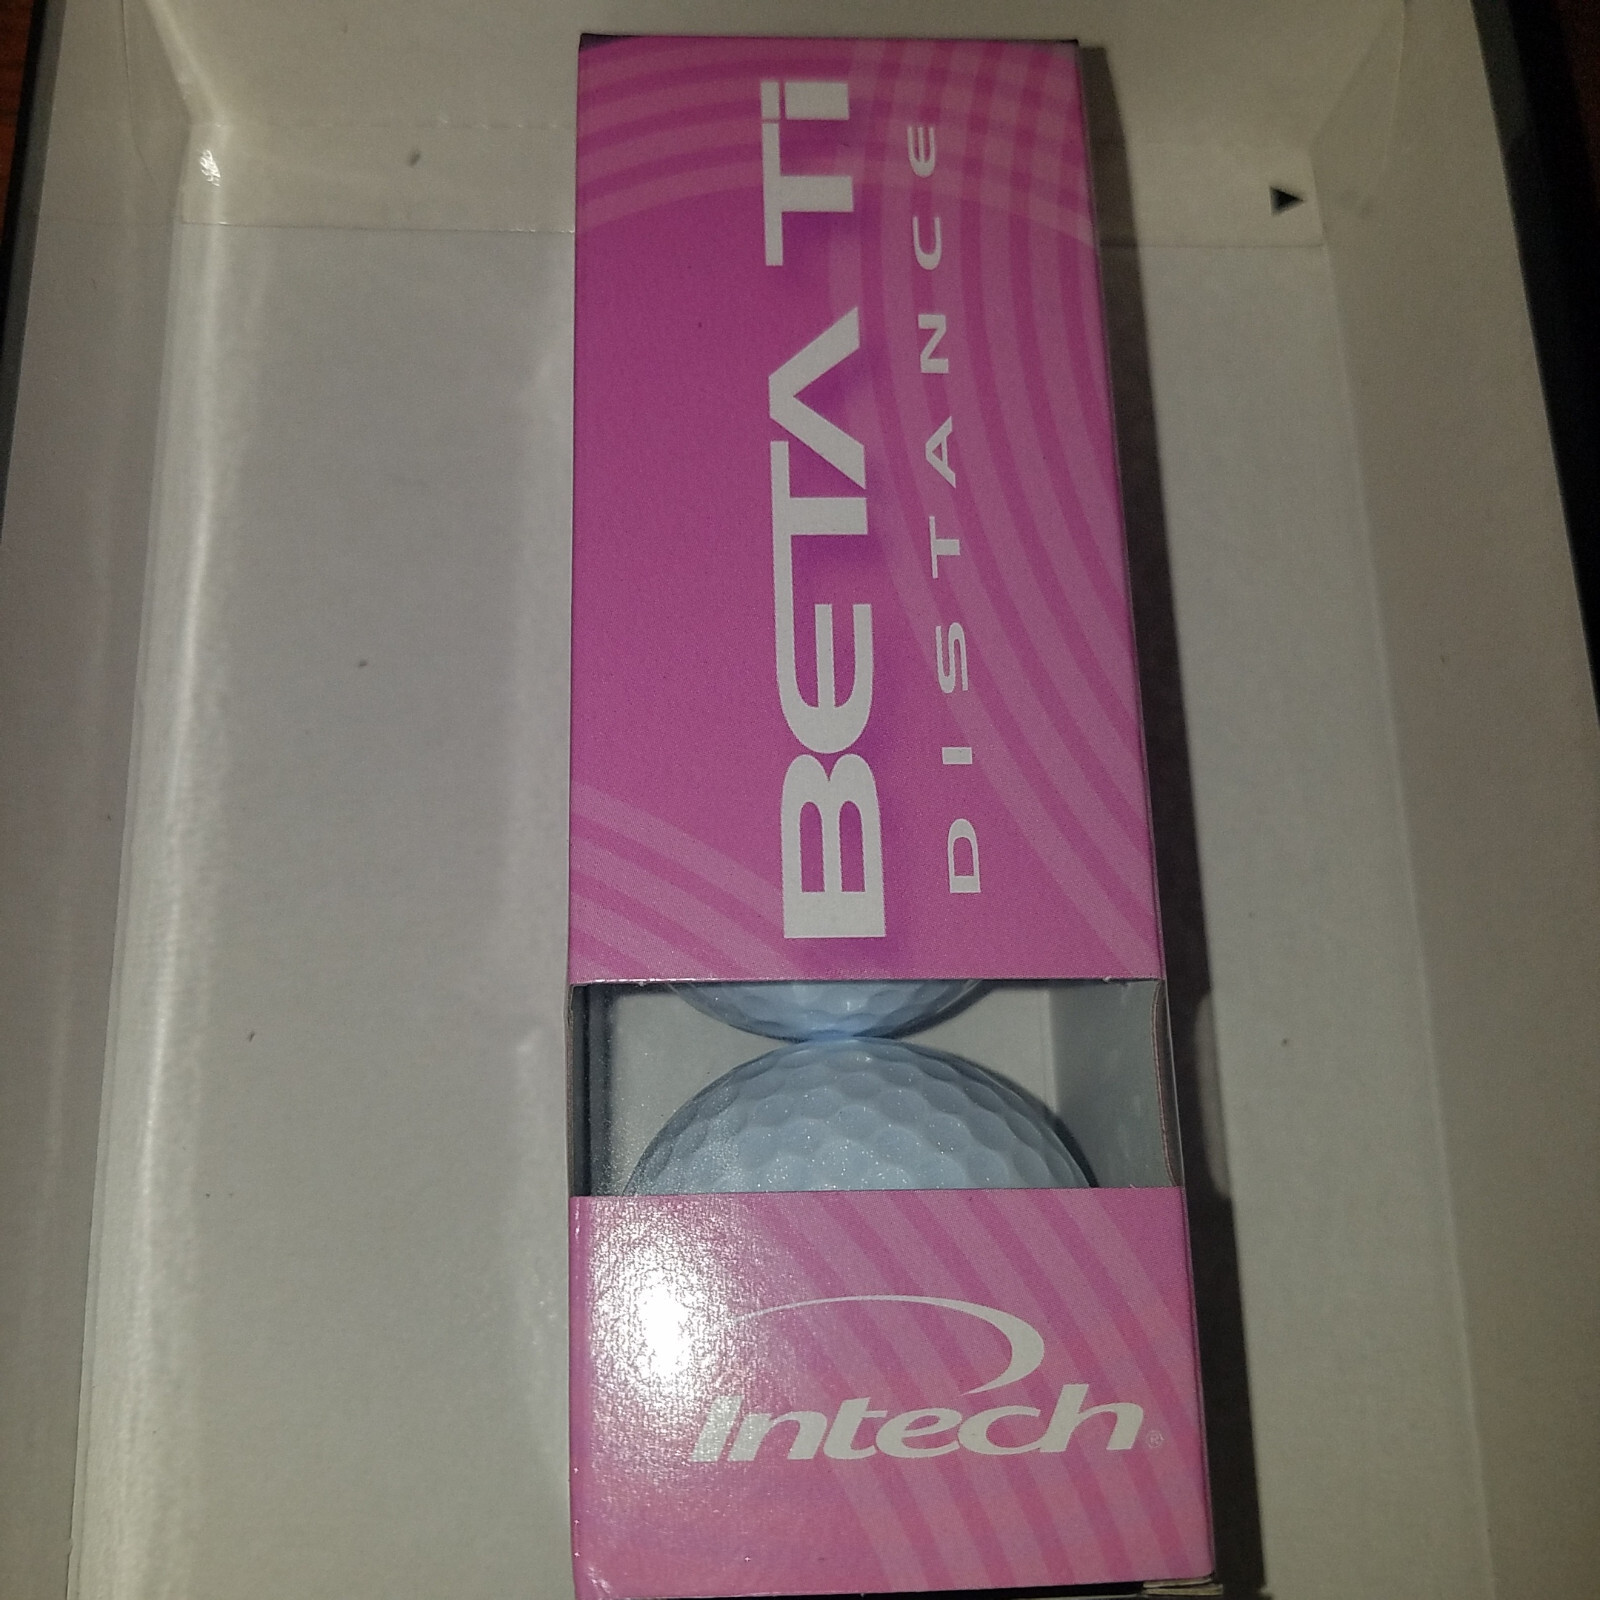 BETA Ti
DISTANCE
Intech®